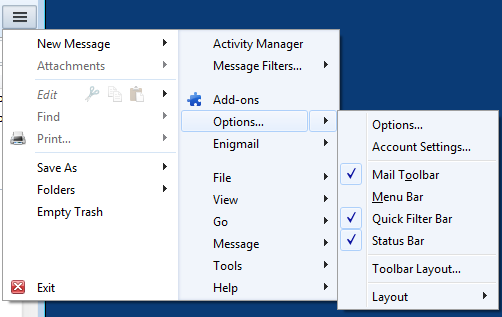 New Message
Attachments
Edit
Find
Print...
Save As
Folders
Empty Trash
Exit
Activity Manager
Message Filters...
Add-ons
Options...
Enigmail
File
View
Go
Message
Tools
Help
Options...
Account Settings...
Mail Toolbar
Menu Bar
Quick Filter Bar
Status Bar
Toolbar Layout...
Layout